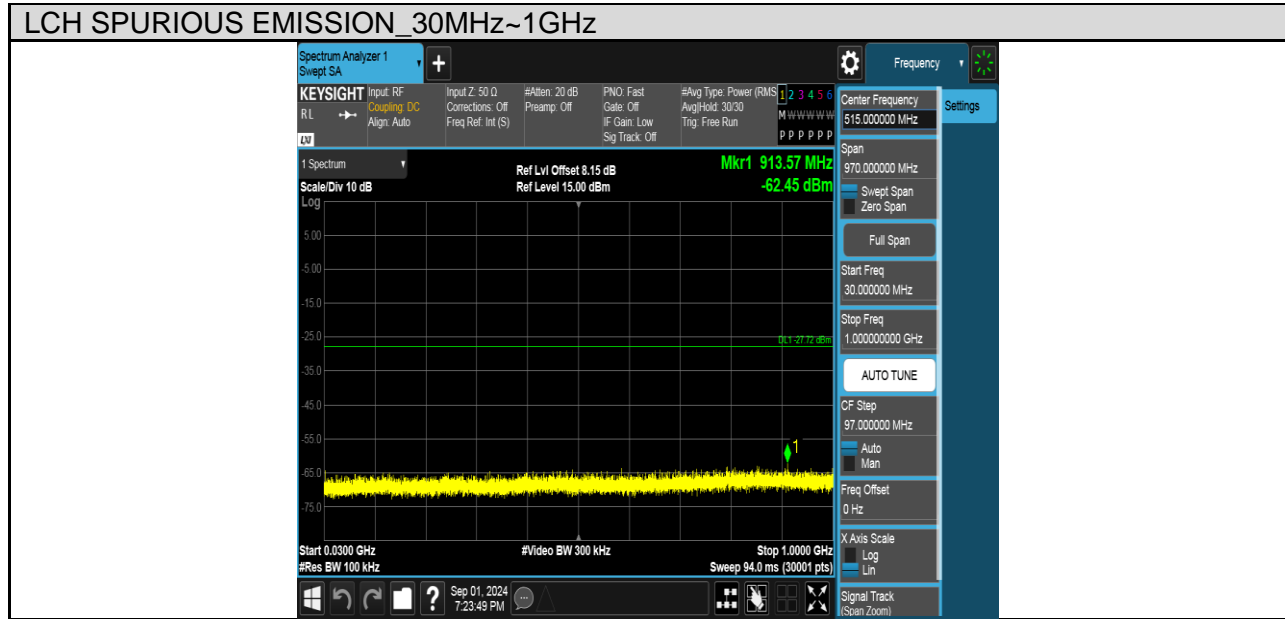 LCH SPURIOUS EMISSION_30MHz~1GHz
Spectrum Analyzer 1
Swept SA
+
Frequency
KEYSIGHT
RL
LXI
Input: RF
Coupling: DC
Align: Auto
Input Z: 50 Ω
Corrections: Off
Freq Ref: Int (S)
#Atten: 20 dB
Preamp: Off
PNO: Fast
Gate: Off
IF Gain: Low
Sig Track: Off
#Avg Type: Power (RMS
Avg|Hold: 30/30
Trig: Free Run
1 2 3 4 5 6
M W W W W W
P P P P P P
Center Frequency
515.000000 MHz
Settings
1 Spectrum
Scale/Div 10 dB
Log
Ref Lvl Offset 8.15 dB
Ref Level 15.00 dBm
Mkr1 913.57 MHz
-62.45 dBm
Span
970.000000 MHz
Swept Span
Zero Span
Full Span
Start Freq
30.000000 MHz
Stop Freq
1.000000000 GHz
AUTO TUNE
CF Step
97.000000 MHz
Auto
Man
Freq Offset
0 Hz
X Axis Scale
Log
Lin
Signal Track
(Span Zoom)
5.00
-5.00
-15.0
-25.0
DL1 -27.72 dBm
-35.0
-45.0
-55.0
1
-65.0
-75.0
Start 0.0300 GHz
#Res BW 100 kHz
#Video BW 300 kHz
Stop 1.0000 GHz
Sweep 94.0 ms (30001 pts)
?
Sep 01, 2024
7:23:49 PM